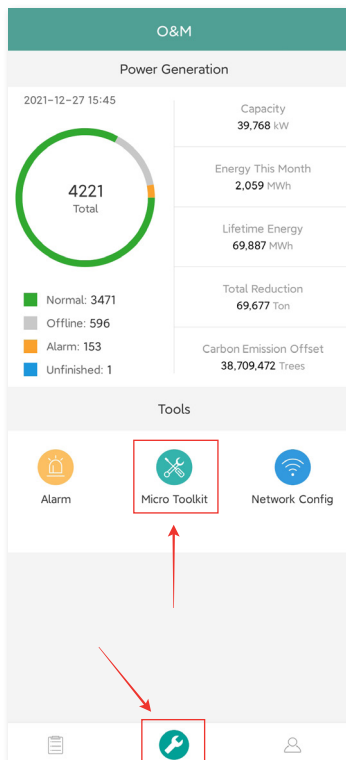 O&M
Power Generation
2021-12-27 15:45
4221
Total
Normal: 3471
Offline: 596
Alarm: 153
Unfinished: 1
Capacity
39,768 kW
Energy This Month
2,059 MWh
Lifetime Energy
69,887 MWh
Total Reduction
69,677 Ton
Carbon Emission Offset
38,709,472 Trees
Tools
Alarm
Micro Toolkit
Network Config